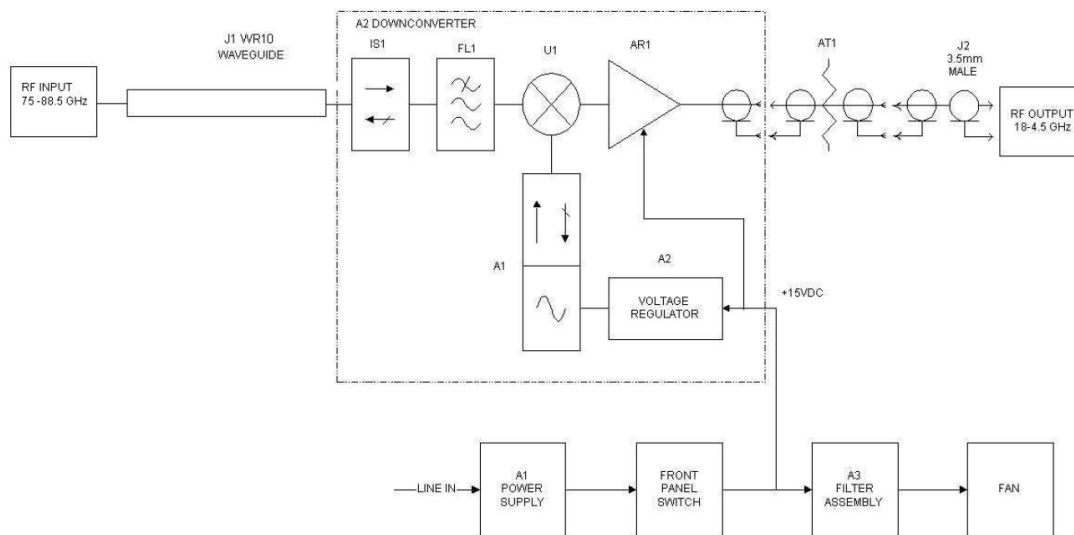 A2 DOWNCONVERTER
J1 WR10
WAVEGUIDE
IS1
FL1
U1
AR1
AT1
J2
3.5mm
MALE
RF INPUT
75 -88.5 GHz
RF OUTPUT
18-4.5 GHz
A1
A2
VOLTAGE
REGULATOR
+15VDC
LINE IN
A1
POWER
SUPPLY
FRONT
PANEL
SWITCH
A3
FILTER
ASSEMBLY
FAN